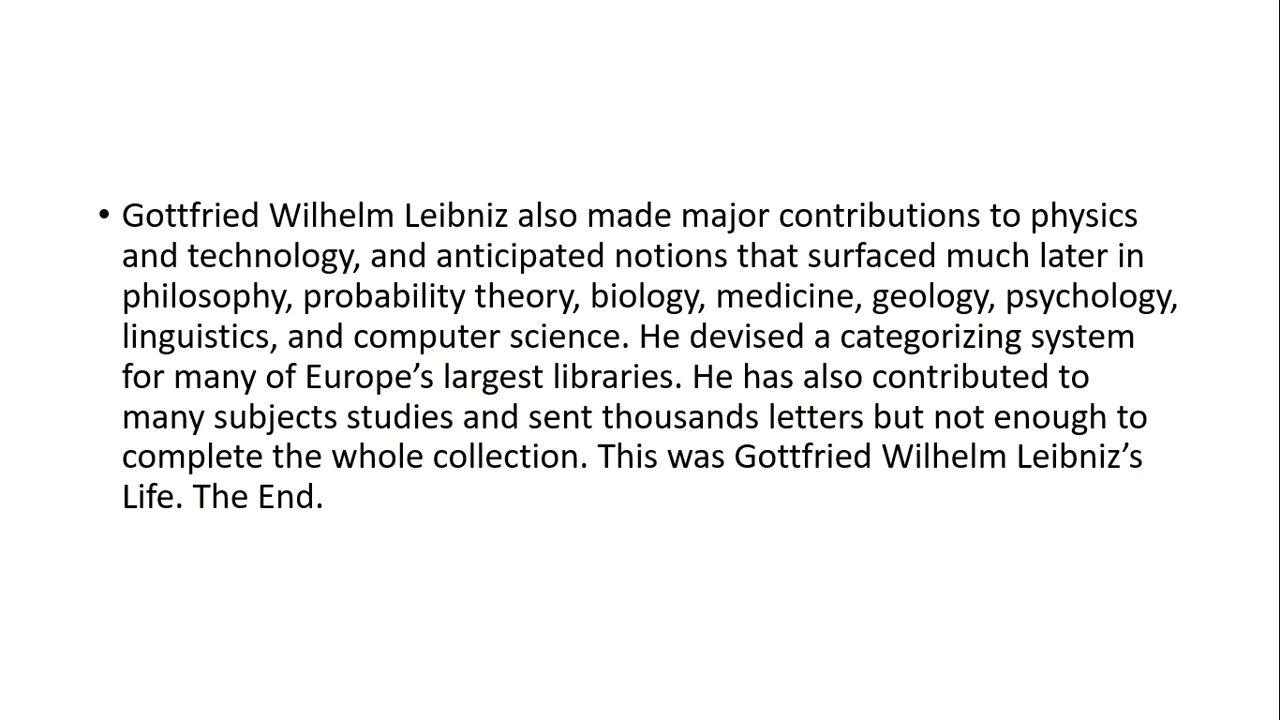 • Gottfried Wilhelm Leibniz also made major contributions to physics
and technology, and anticipated notions that surfaced much later in
philosophy, probability theory, biology, medicine, geology, psychology,
linguistics, and computer science. He devised a categorizing system
for many of Europe’s largest libraries. He has also contributed to
many subjects studies and sent thousands letters but not enough to
complete the whole collection. This was Gottfried Wilhelm Leibniz’s
Life. The End.